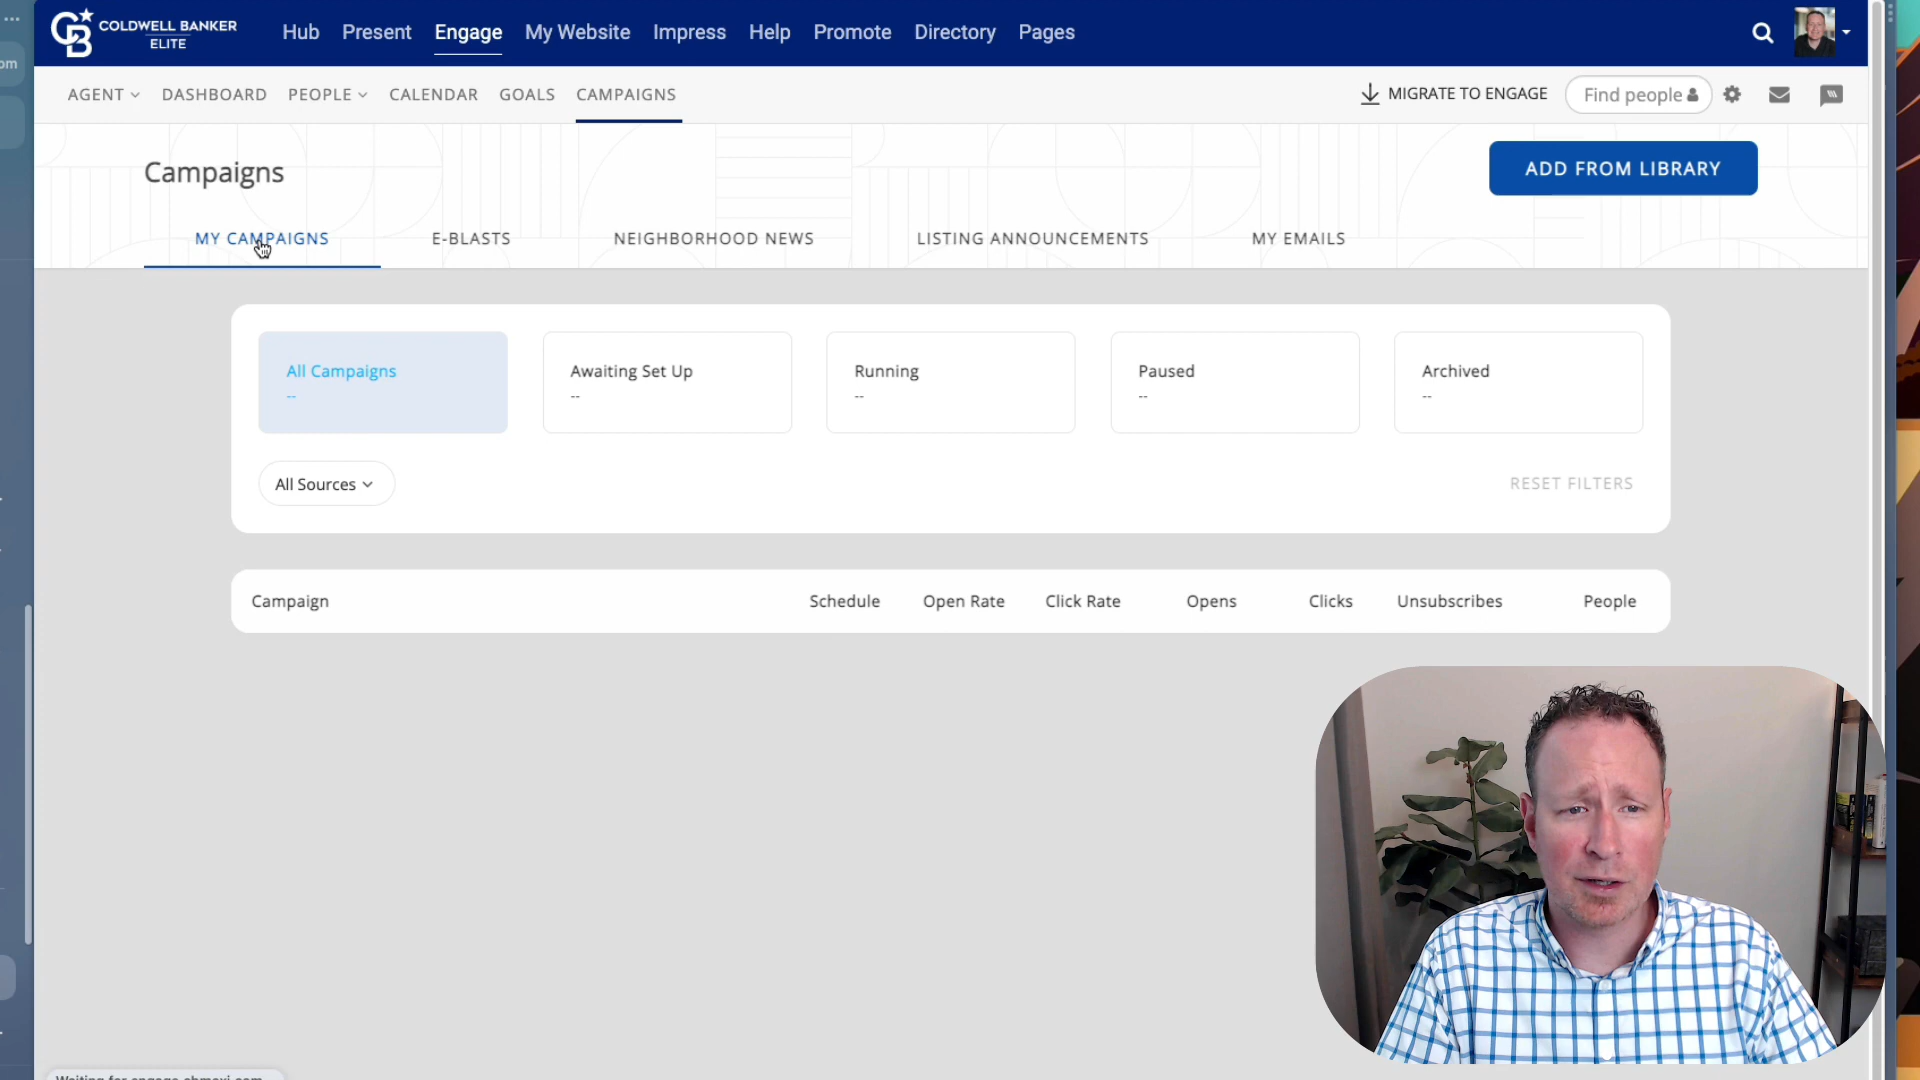 COLDWELL BANKER
ELITE
Hub Present Engage My Website Impress Help Promote Directory Pages
om
AGENT DASHBOARD PEOPLE CALENDAR GOALS CAMPAIGNS
MIGRATE TO ENGAGE
Find people
Campaigns
ADD FROM LIBRARY
MY CAMPAIGNS E-BLASTS NEIGHBORHOOD NEWS LISTING ANNOUNCEMENTS MY EMAILS
All Campaigns Awaiting Set Up Running Paused Archived
-- -- -- -- --
All Sources
RESET FILTERS
Campaign Schedule Open Rate Click Rate Opens Clicks Unsubscribes People